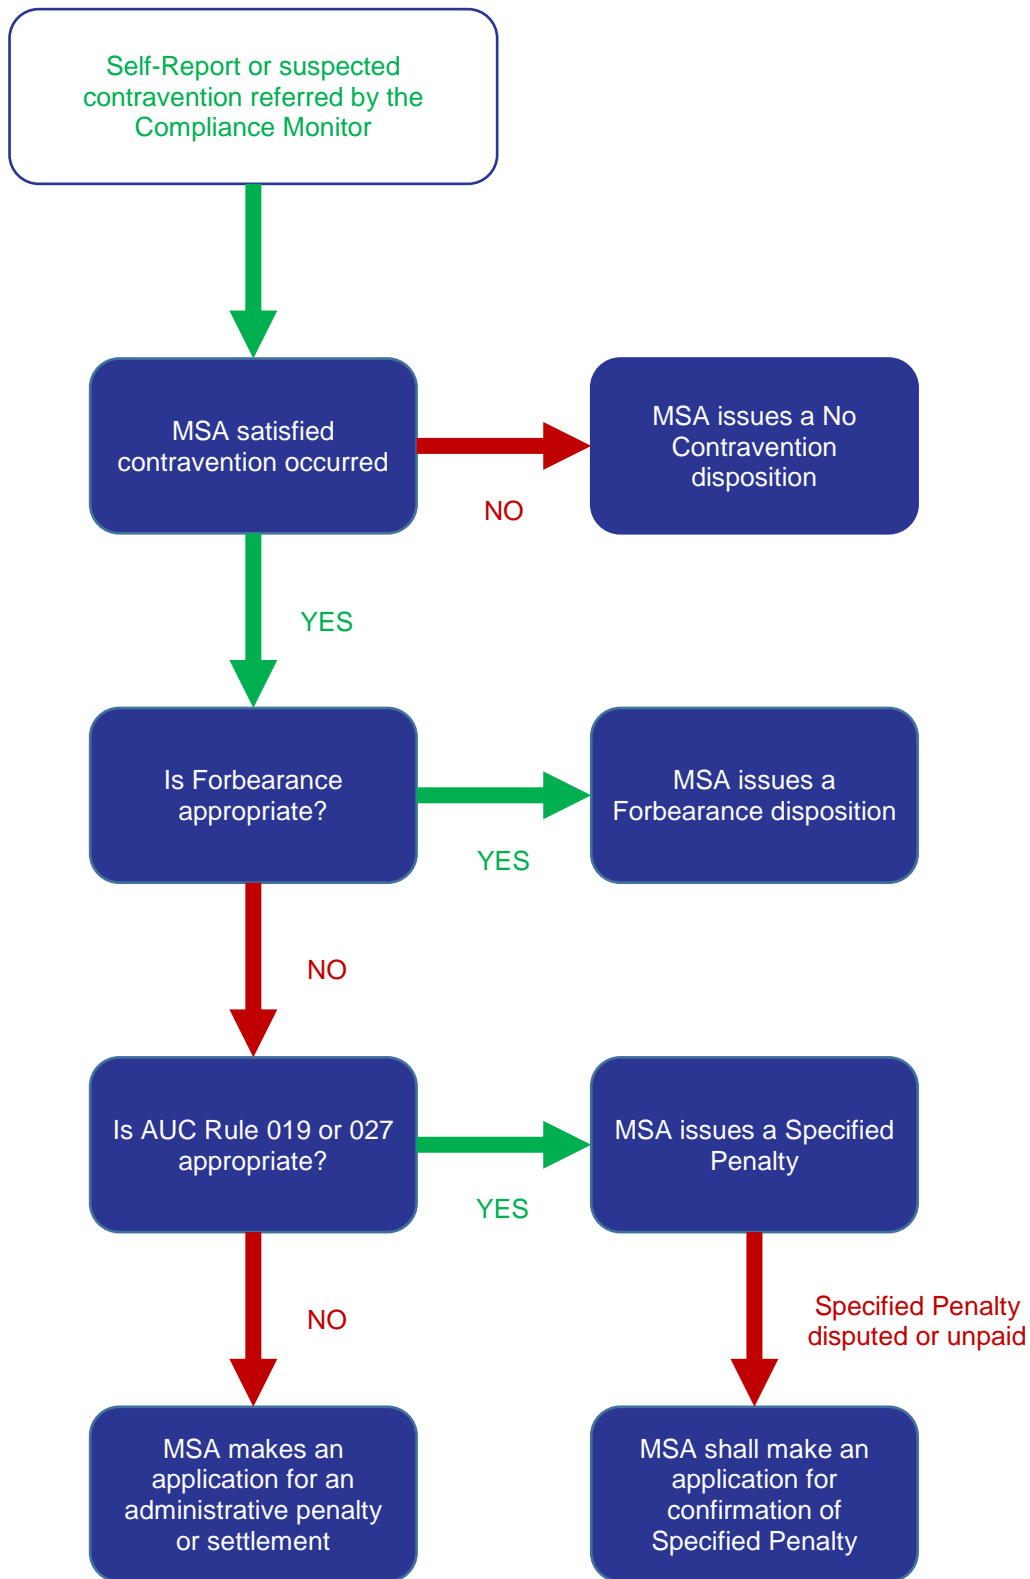 Self-Report or suspected
contravention referred by the
Compliance Monitor
MSA satisfied
contravention occurred
NO
MSA issues a No
Contravention
disposition
YES
Is Forbearance
appropriate?
YES
MSA issues a
Forbearance disposition
NO
Is AUC Rule 019 or 027
appropriate?
YES
MSA issues a Specified
Penalty
NO
Specified Penalty
disputed or unpaid
MSA makes an
application for an
administrative penalty
or settlement
MSA shall make an
application for
confirmation of
Specified Penalty